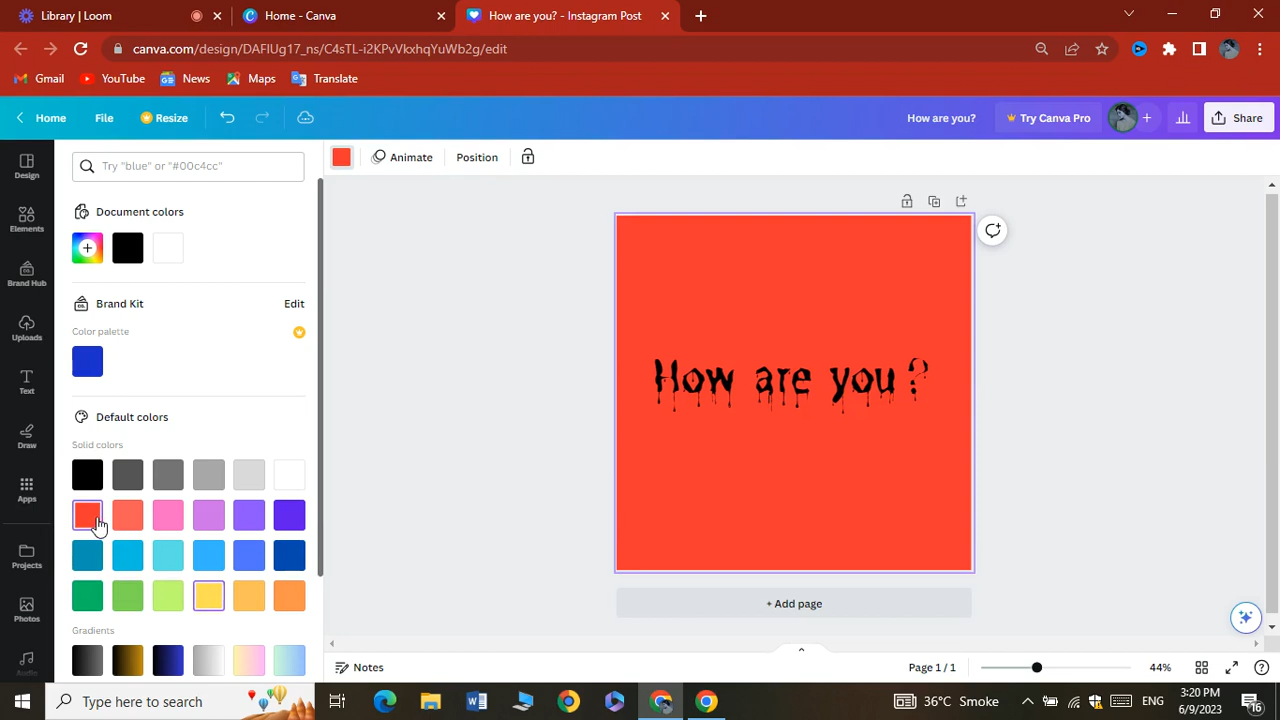 Library | Loom
Home - Canva
How are you? - Instagram Post
canva.com/design/DAFlUg17_ns/C4sTL-i2KPvVkxhqYuWb2g/edit
Gmail YouTube News Maps Translate
Home File Resize How are you? Try Canva Pro Share
Try "blue" or "#00c4cc"
Animate Position
Design
Elements
Brand Hub
Uploads
Text
Draw
Apps
Projects
Photos
Audio
Document colors
Brand Kit Edit
Color palette
Default colors
Solid colors
Gradients
How are you ?
+ Add page
Notes Page 1 / 1 44%
Type here to search
36°C Smoke ENG 3:20 PM
6/9/2023 16